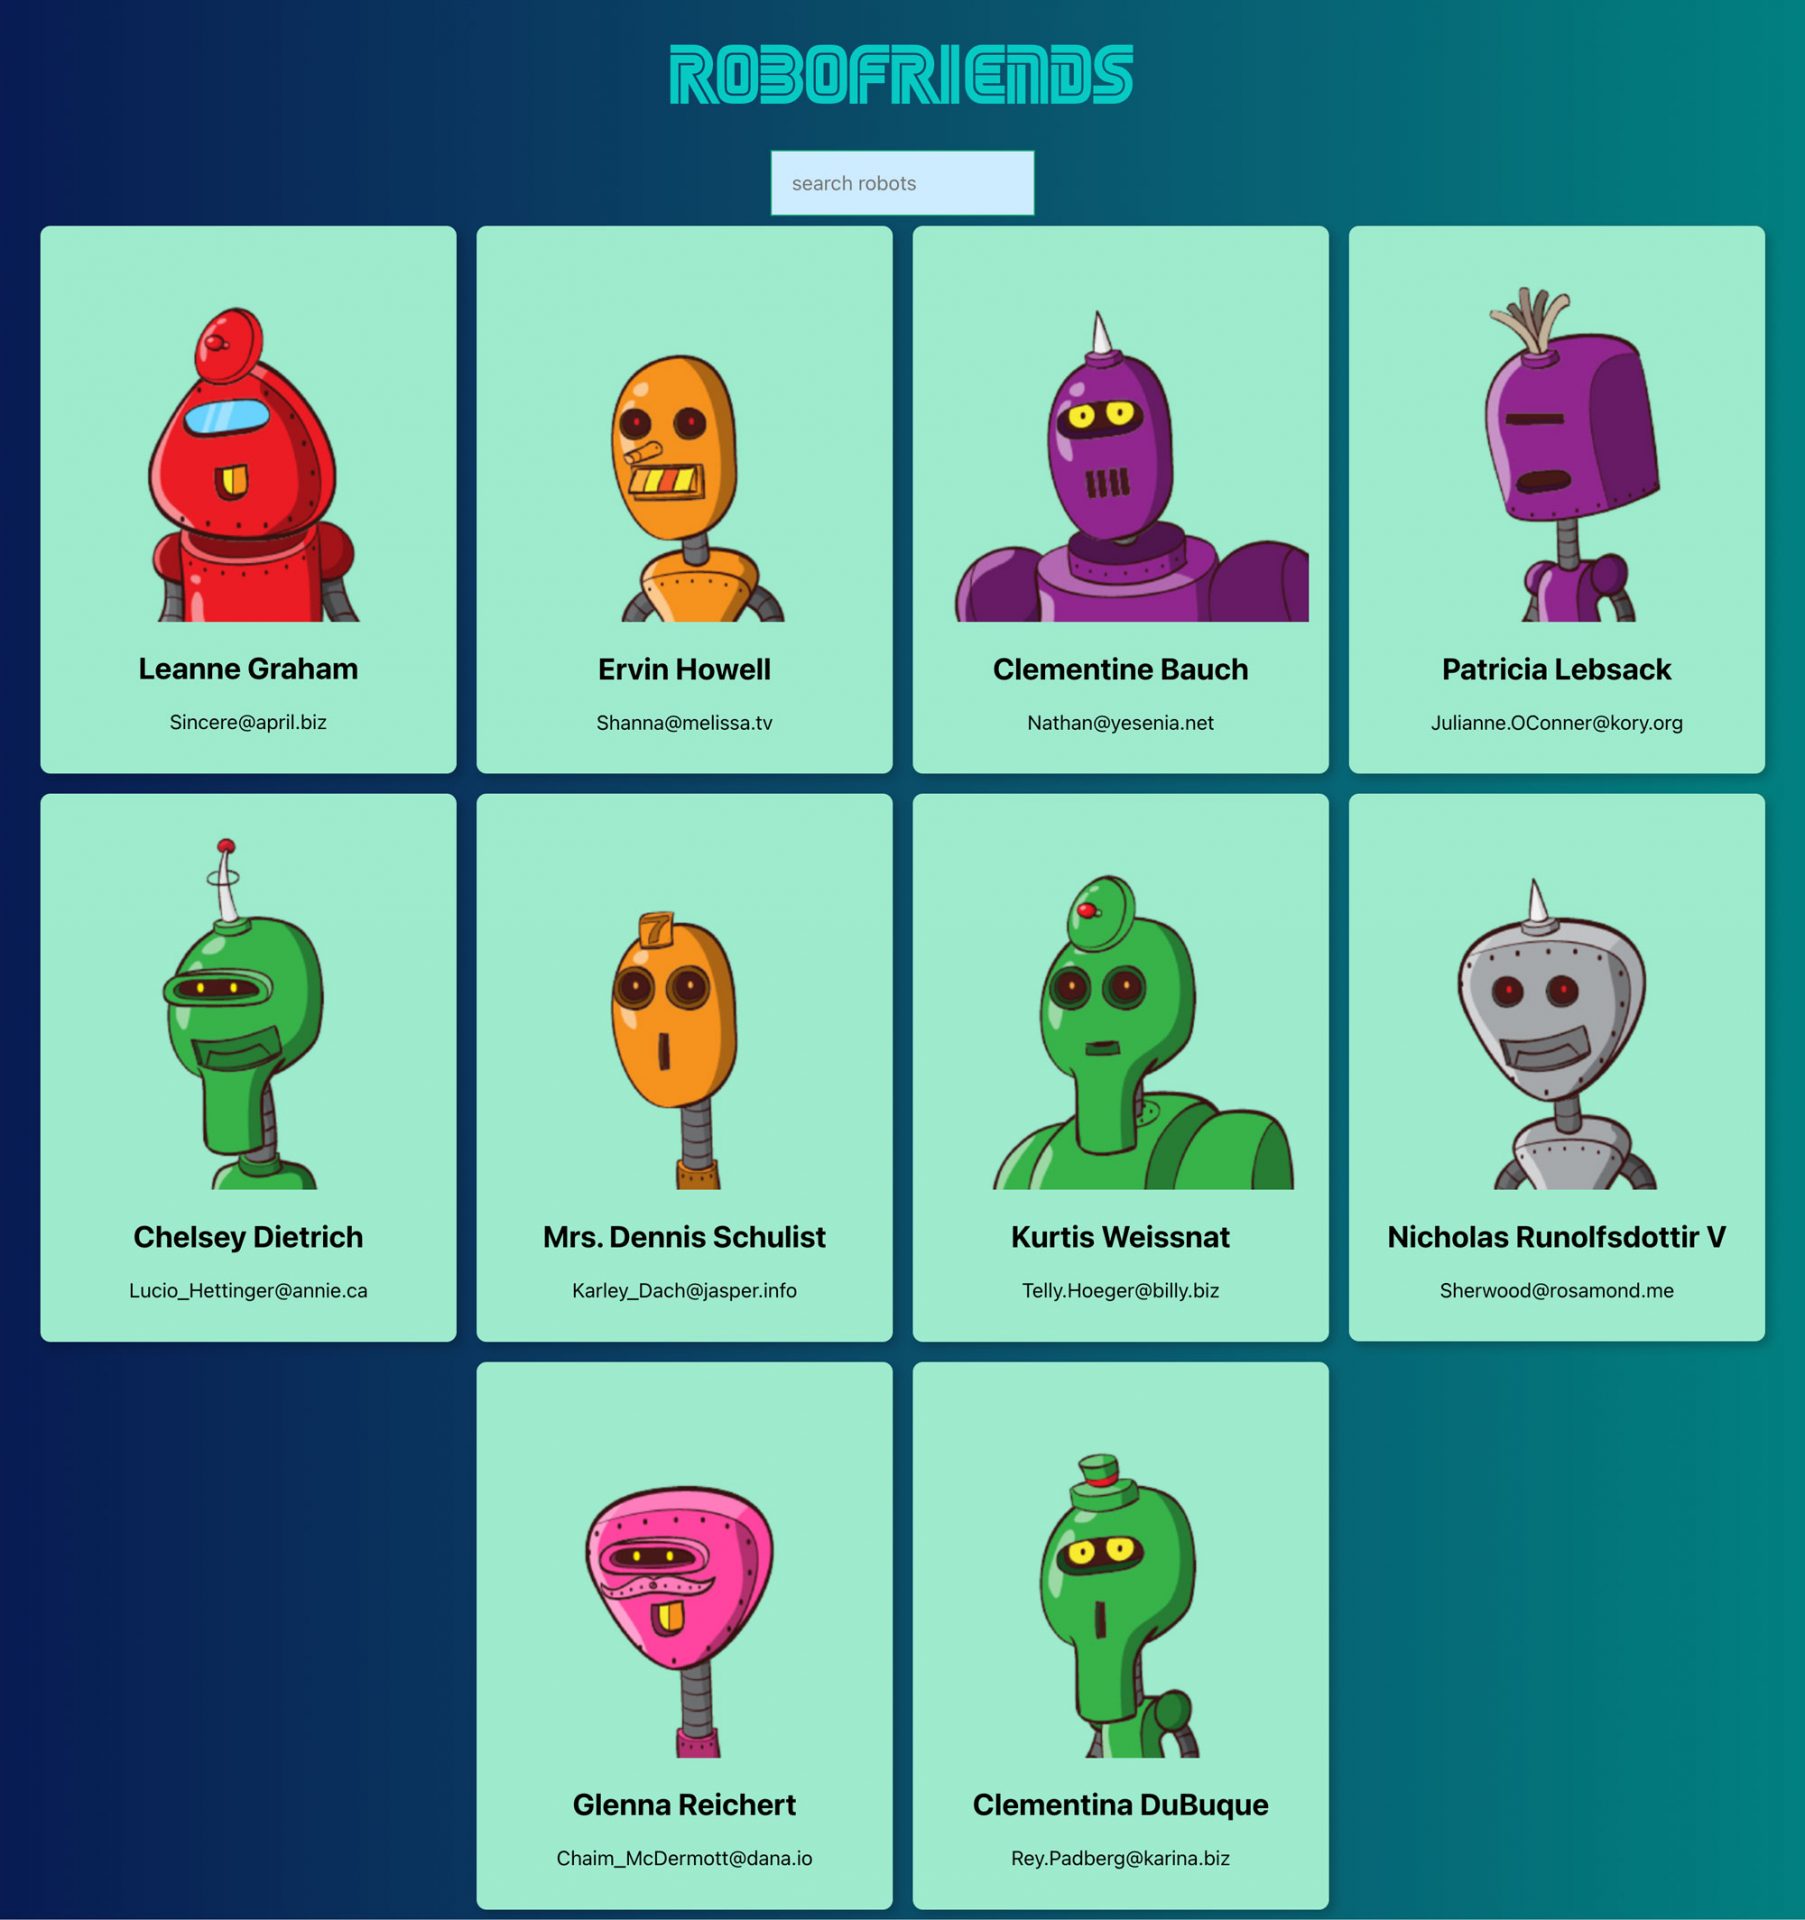 ROBOFRIENDS
search robots
Leanne Graham
Sincere@april.biz
Ervin Howell
Shanna@melissa.tv
Clementine Bauch
Nathan@yesenia.net
Patricia Lebsack
Julianne.OConner@kory.org
Chelsey Dietrich
Lucio_Hettinger@annie.ca
7
Mrs. Dennis Schulist
Karley_Dach@jasper.info
Kurtis Weissnat
Telly.Hoeger@billy.biz
Nicholas Runolfsdottir V
Sherwood@rosamond.me
Glenna Reichert
Chaim_McDermott@dana.io
Clementina DuBuque
Rey.Padberg@karina.biz